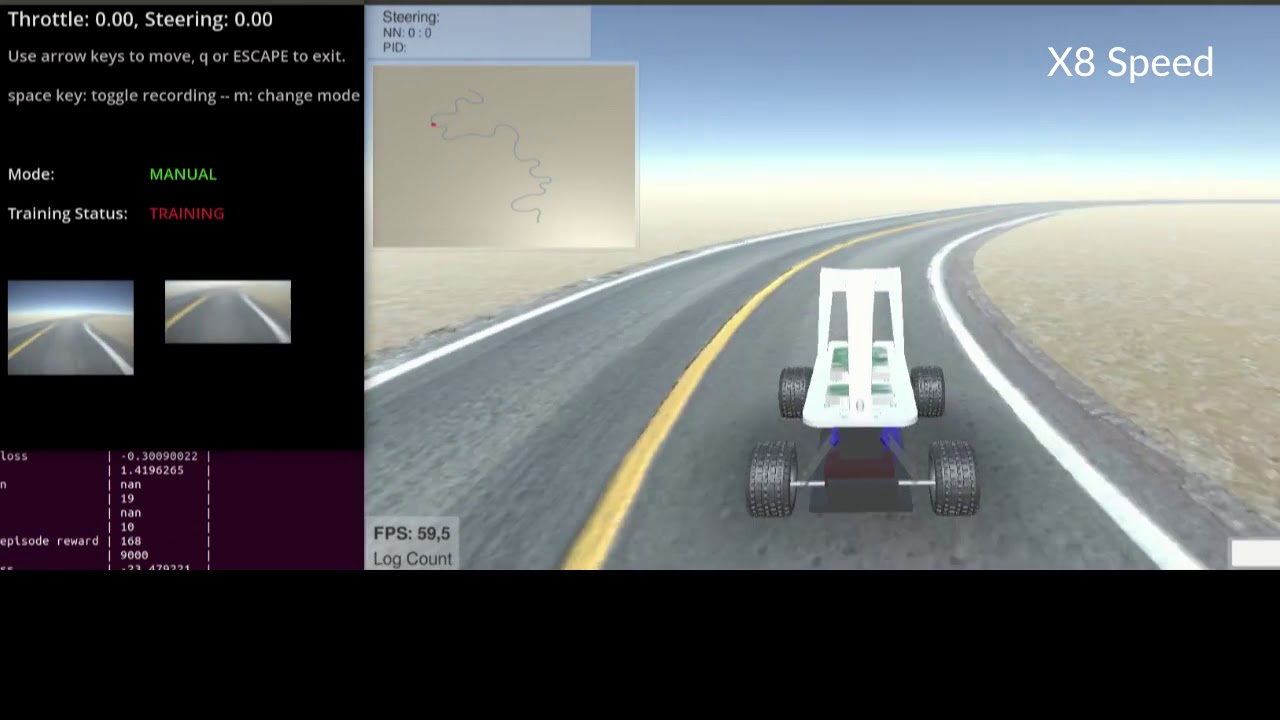 Throttle: 0.00, Steering: 0.00
Use arrow keys to move, q or ESCAPE to exit.
space key: toggle recording -- m: change mode
Mode: MANUAL
Training Status: TRAINING
loss | -0.30090022 |
| 1.4196265 |
n | nan |
| 19 |
| nan |
| 10 |
episode reward | 168 |
| 9000 |
| -23.479221 |
Steering:
NN: 0 : 0
PID:
X8 Speed
FPS: 59,5
Log Count